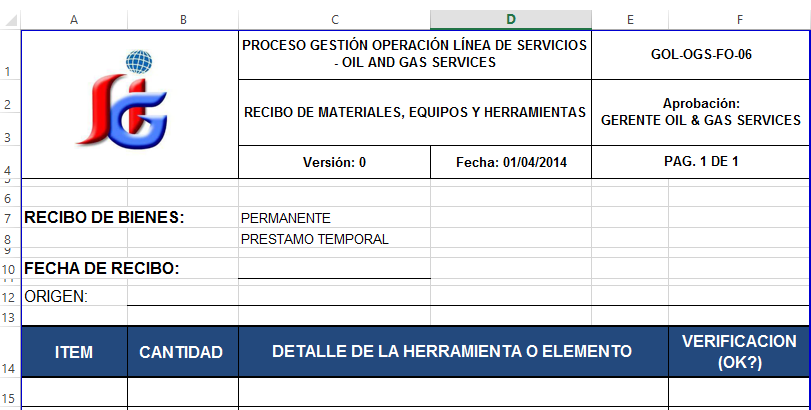 A B C D E F
1
2
3
4
5
6
7
8
9
10
11
12
13
14
15
SIG
PROCESO GESTIÓN OPERACIÓN LÍNEA DE SERVICIOS
- OIL AND GAS SERVICES
GOL-OGS-FO-06
RECIBO DE MATERIALES, EQUIPOS Y HERRAMIENTAS
Aprobación:
GERENTE OIL & GAS SERVICES
Versión: 0
Fecha: 01/04/2014
PAG. 1 DE 1
RECIBO DE BIENES:
PERMANENTE
PRESTAMO TEMPORAL
FECHA DE RECIBO:
ORIGEN:
ITEM
CANTIDAD
DETALLE DE LA HERRAMIENTA O ELEMENTO
VERIFICACION
(OK?)